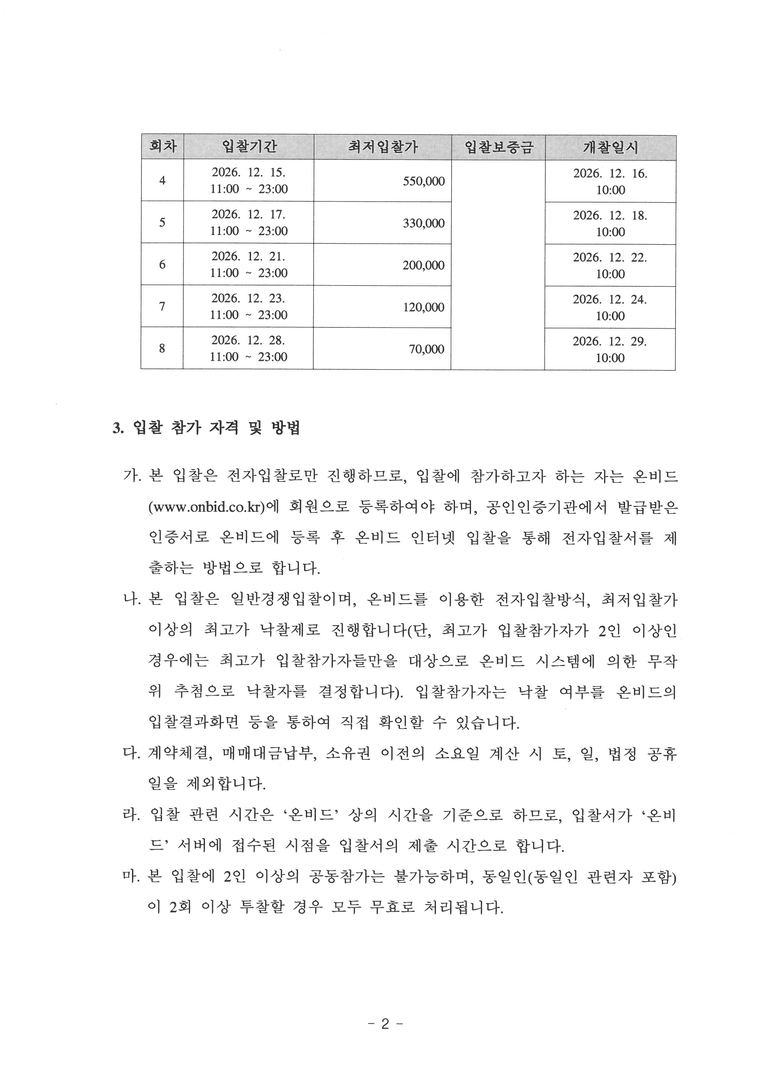 회차 입찰기간 최저입찰가 입찰보증금 개찰일시
4 2026. 12. 15. 11:00 ~ 23:00 550,000 2026. 12. 16. 10:00
5 2026. 12. 17. 11:00 ~ 23:00 330,000 2026. 12. 18. 10:00
6 2026. 12. 21. 11:00 ~ 23:00 200,000 2026. 12. 22. 10:00
7 2026. 12. 23. 11:00 ~ 23:00 120,000 2026. 12. 24. 10:00
8 2026. 12. 28. 11:00 ~ 23:00 70,000 2026. 12. 29. 10:00
3. 입찰 참가 자격 및 방법
가. 본 입찰은 전자입찰로만 진행하므로, 입찰에 참가하고자 하는 자는 온비드
(www.onbid.co.kr)에 회원으로 등록하여야 하며, 공인인증기관에서 발급받은
인증서로 온비드에 등록 후 온비드 인터넷 입찰을 통해 전자입찰서를 제
출하는 방법으로 합니다.
나. 본 입찰은 일반경쟁입찰이며, 온비드를 이용한 전자입찰방식, 최저입찰가
이상의 최고가 낙찰제로 진행합니다(단, 최고가 입찰참가자가 2인 이상인
경우에는 최고가 입찰참가자들만을 대상으로 온비드 시스템에 의한 무작
위 추첨으로 낙찰자를 결정합니다). 입찰참가자는 낙찰 여부를 온비드의
입찰결과화면 등을 통하여 직접 확인할 수 있습니다.
다. 계약체결, 매매대금납부, 소유권 이전의 소요일 계산 시 토, 일, 법정 공휴
일을 제외합니다.
라. 입찰 관련 시간은 ‘온비드’ 상의 시간을 기준으로 하므로, 입찰서가 ‘온비
드’ 서버에 접수된 시점을 입찰서의 제출 시간으로 합니다.
마. 본 입찰에 2인 이상의 공동참가는 불가능하며, 동일인(동일인 관련자 포함)
이 2회 이상 투찰할 경우 모두 무효로 처리됩니다.
- 2 -